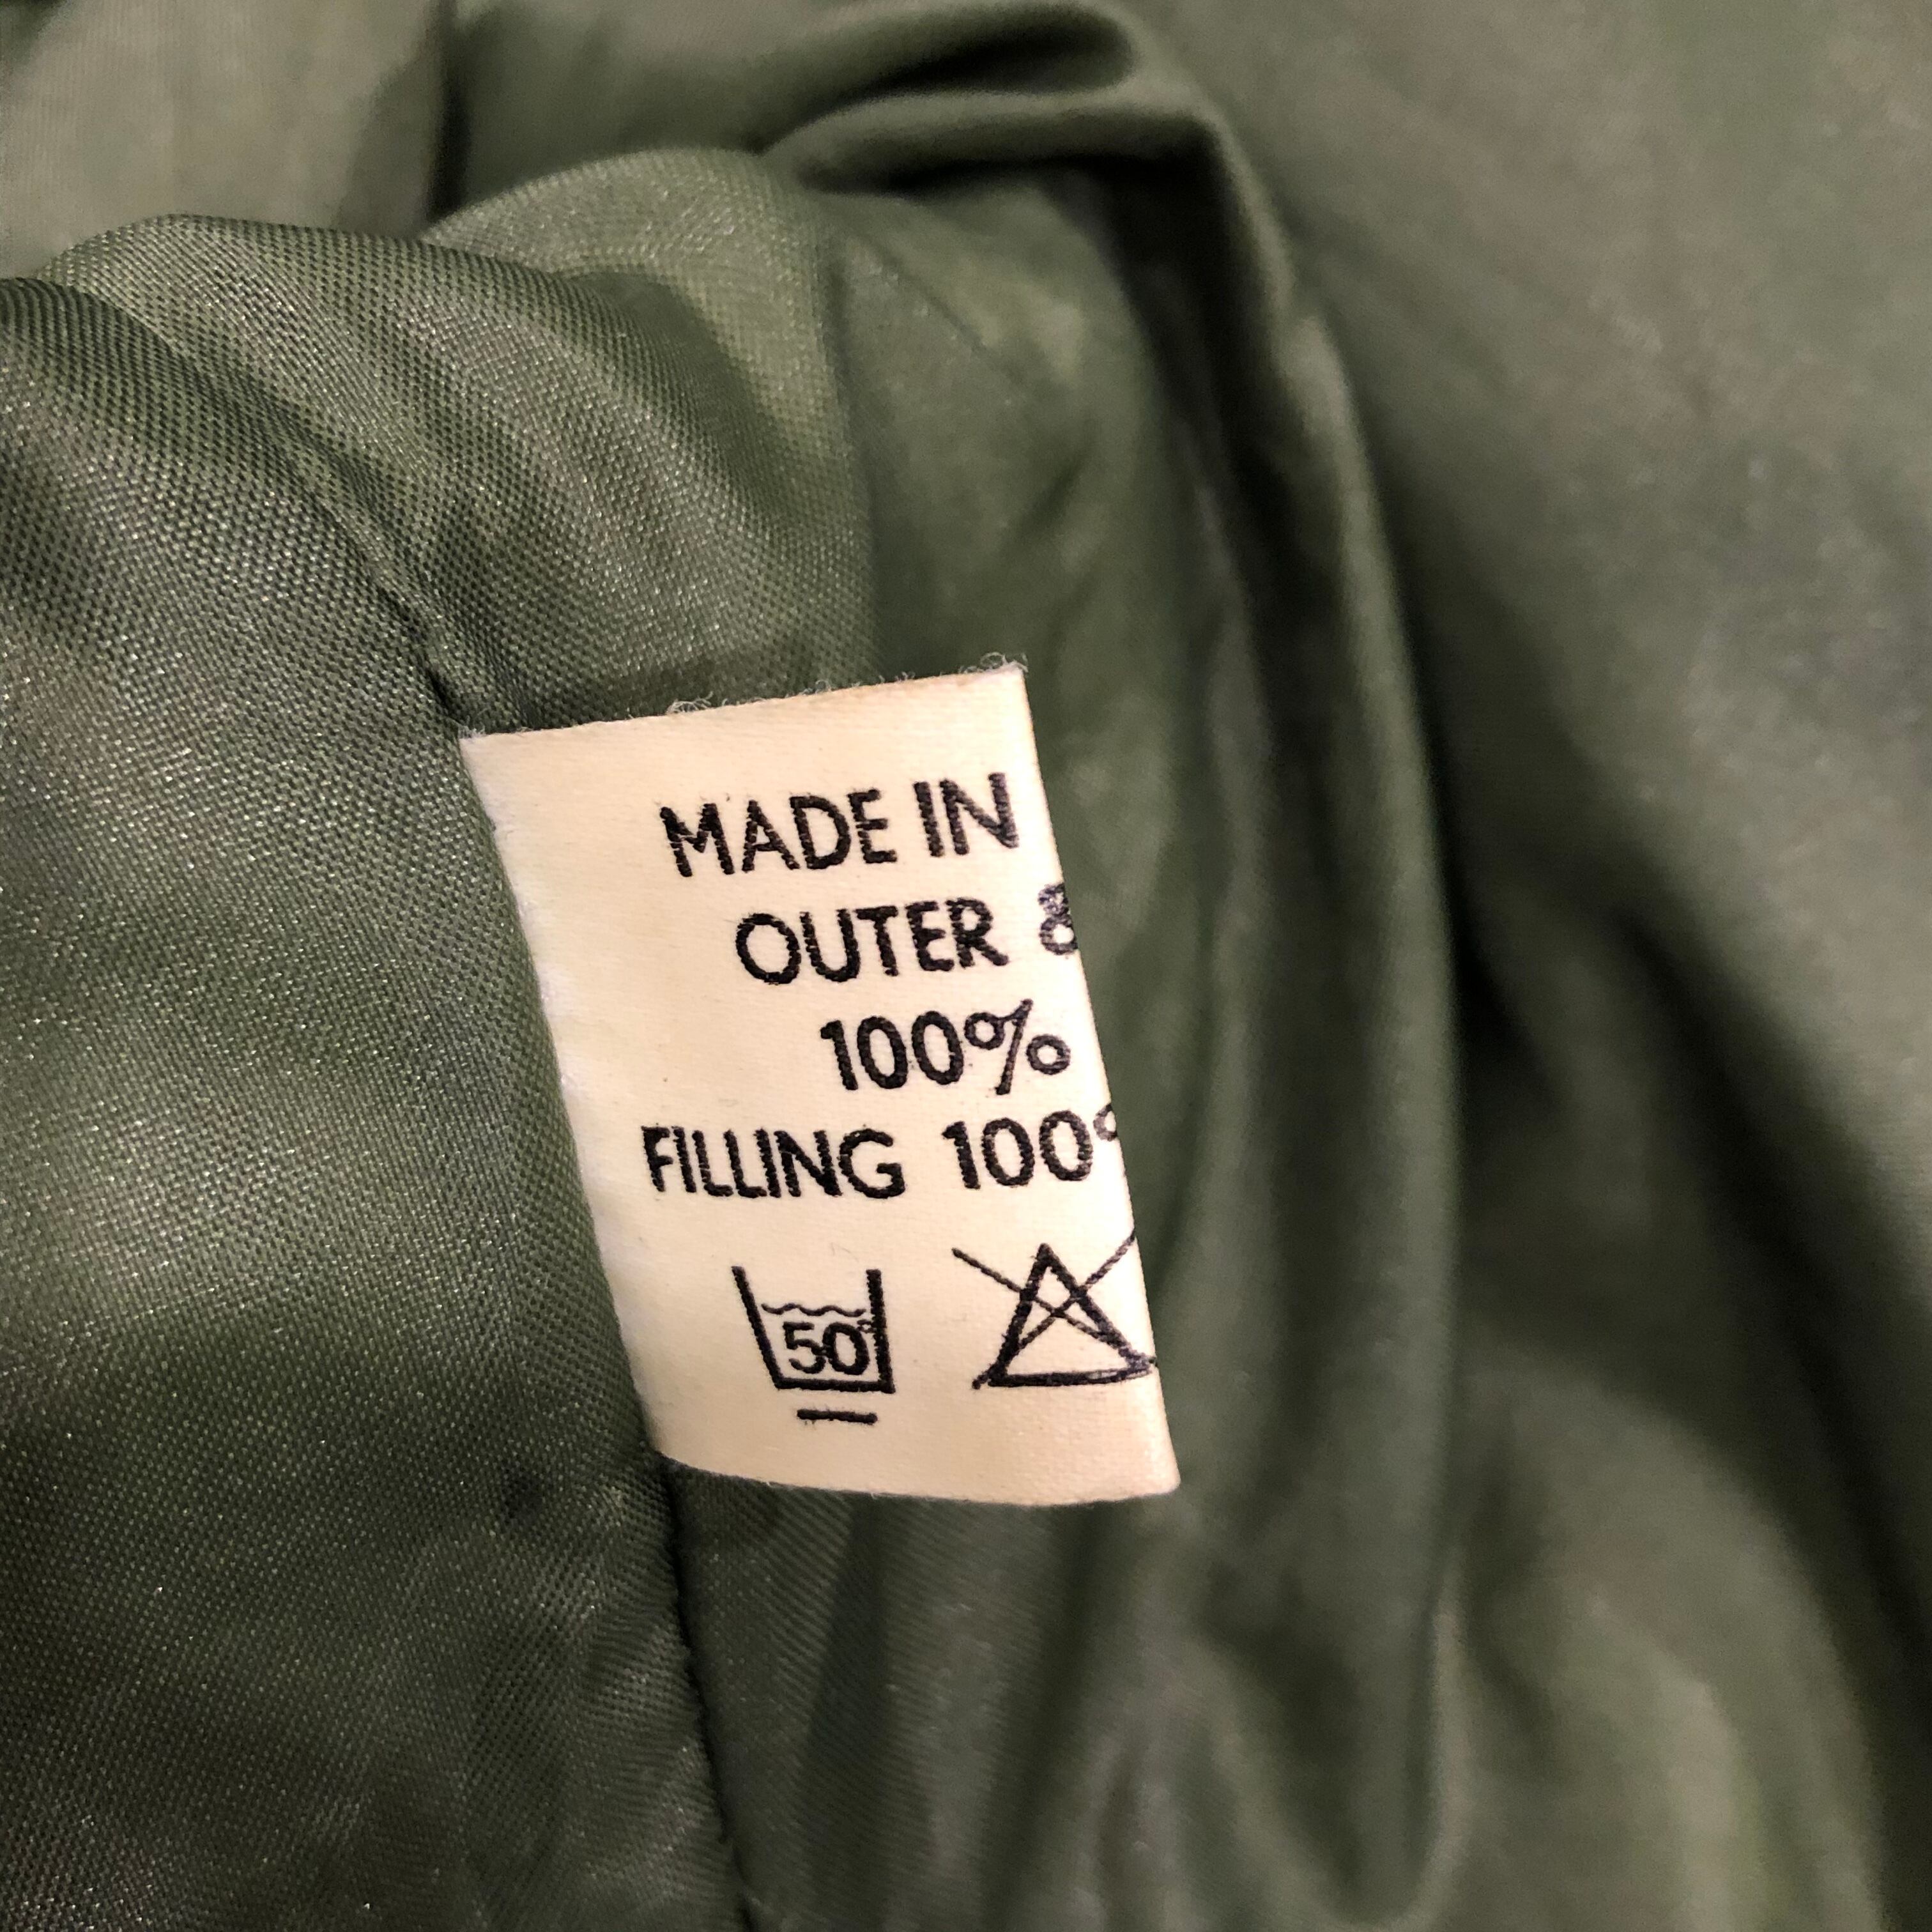 MADE IN
OUTER &
100%
FILLING 100%
50°